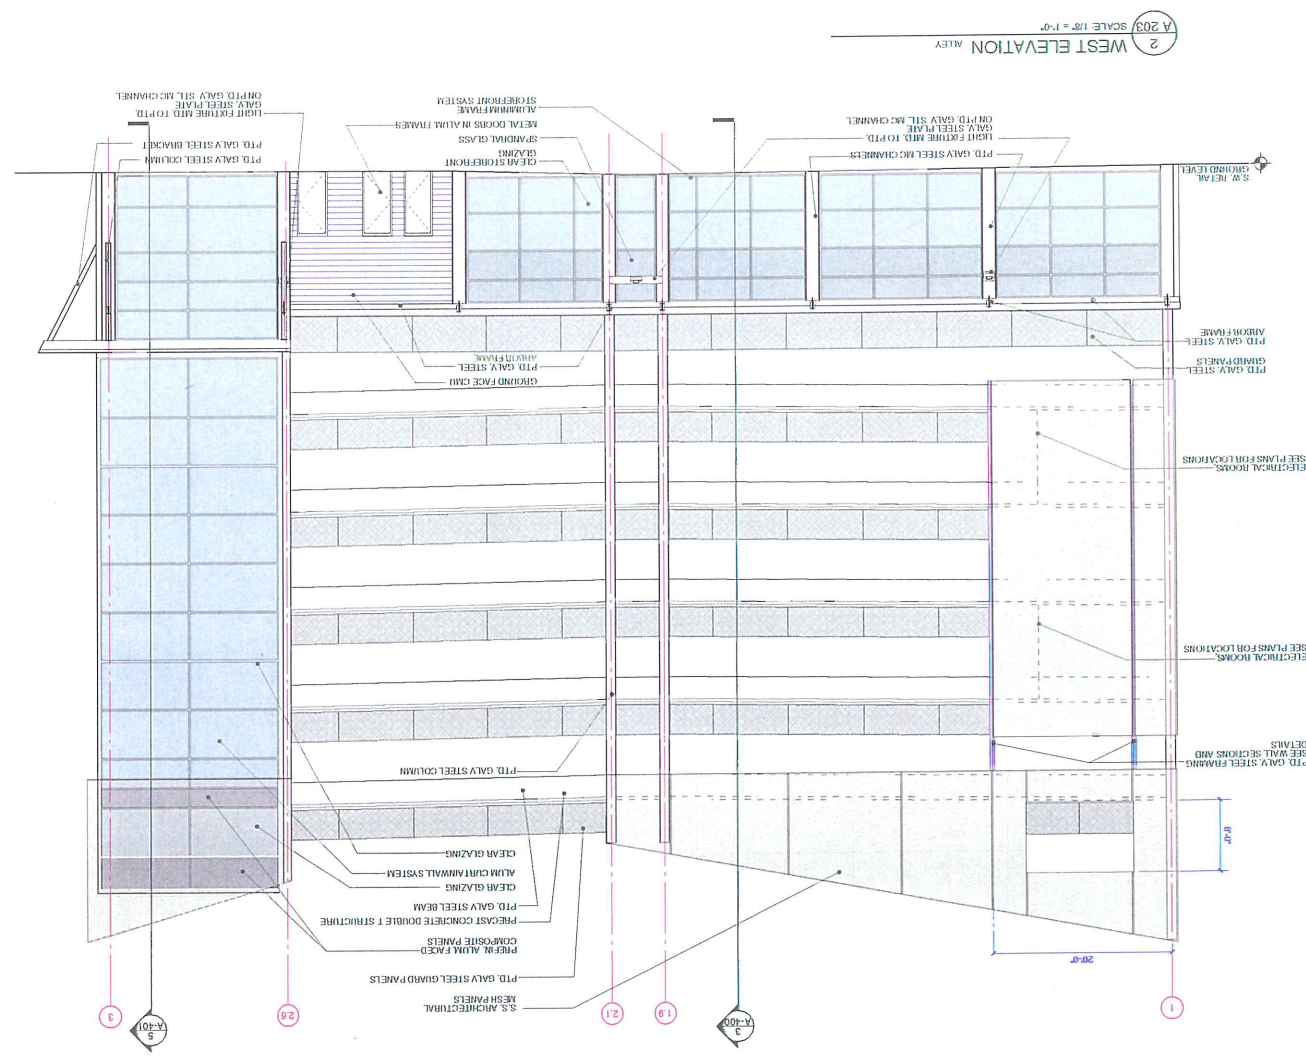 1
3
A-400
1.9
2.1
2.6
5
A-401
3
S.S. ARCHITECTURAL
MESH PANELS
PTD. GALV STEEL GUARD PANELS
PREFIN. ALUM. FACED
COMPOSITE PANELS
PRECAST CONCRETE DOUBLE T STRUCTURE
PTD. GALV STEEL BEAM
CLEAR GLAZING
ALUM CURTAINWALL SYSTEM
CLEAR GLAZING
PTD. GALV STEEL COLUMN
20'-0"
8'-0"
PTD. GALV. STEEL FRAMING
SEE WALL SECTIONS AND
DETAILS
ELECTRICAL ROOMS,
SEE PLANS FOR LOCATIONS
ELECTRICAL ROOMS,
SEE PLANS FOR LOCATIONS
PTD. GALV. STEEL
GUARD PANELS
PTD. GALV. STEEL
ARBOR FRAME
GROUND FACE CMU
PTD. GALV. STEEL
ARBOR FRAME
S.W. RETAIL
GROUND LEVEL
PTD. GALV STEEL MC CHANNELS
LIGHT FIXTURE MTD. TO PTD.
GALV. STEEL PLATE
ON PTD. GALV. STL. MC CHANNEL
CLEAR STOREFRONT
GLAZING
SPANDRAL GLASS
METAL DOORS IN ALUM. FRAMES
ALUMINUM FRAME
STOREFRONT SYSTEM
PTD. GALV STEEL COLUMN
PTD. GALV STEEL BRACKET
LIGHT FIXTURE MTD. TO PTD.
GALV. STEEL PLATE
ON PTD. GALV. STL. MC CHANNEL
2
A 203
WEST ELEVATION ALLEY
SCALE: 1/8" = 1'-0"